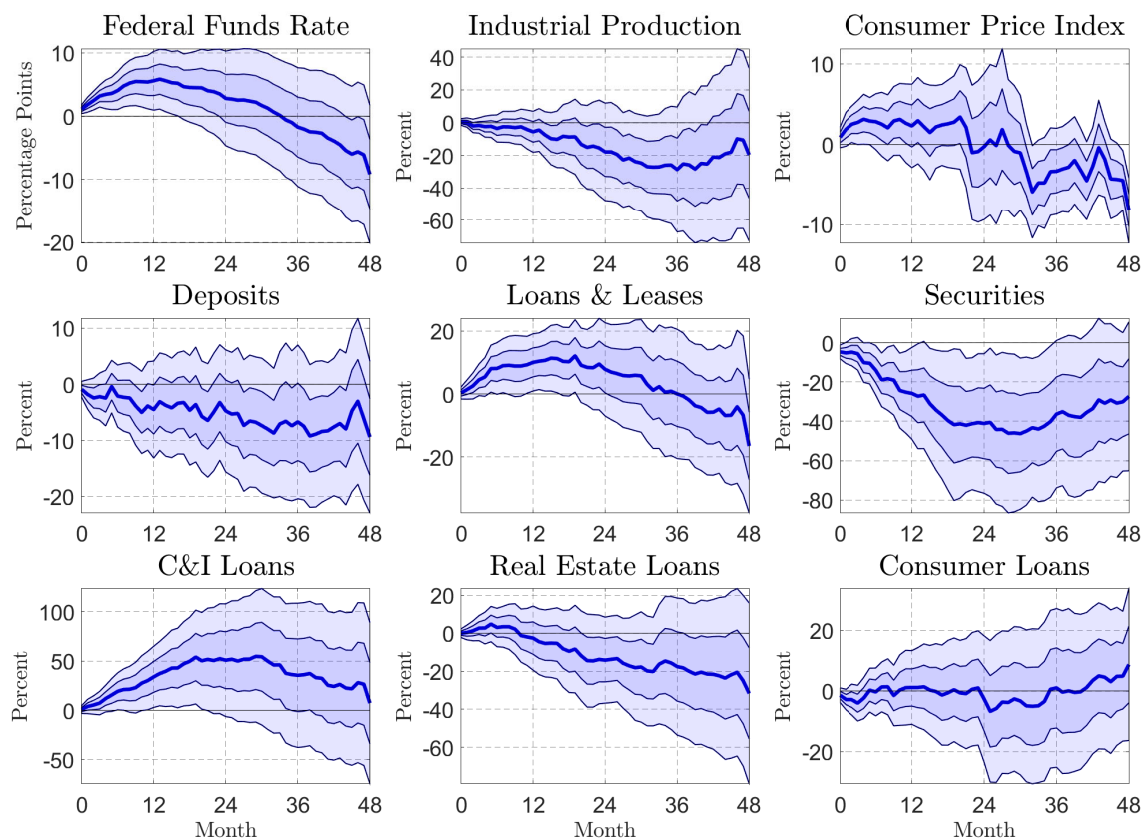 Federal Funds Rate Industrial Production Consumer Price Index
Percentage Points
10
0
-10
-20
0 12 24 36 48
Percent
40
20
0
-20
-40
-60
0 12 24 36 48
Percent
10
0
-10
0 12 24 36 48
Deposits Loans & Leases Securities
Percent
10
0
-10
-20
0 12 24 36 48
Percent
20
0
-20
0 12 24 36 48
Percent
0
-20
-40
-60
-80
0 12 24 36 48
C&I Loans Real Estate Loans Consumer Loans
Percent
100
50
0
-50
0 12 24 36 48
Month
Percent
20
0
-20
-40
-60
0 12 24 36 48
Month
Percent
20
0
-20
0 12 24 36 48
Month